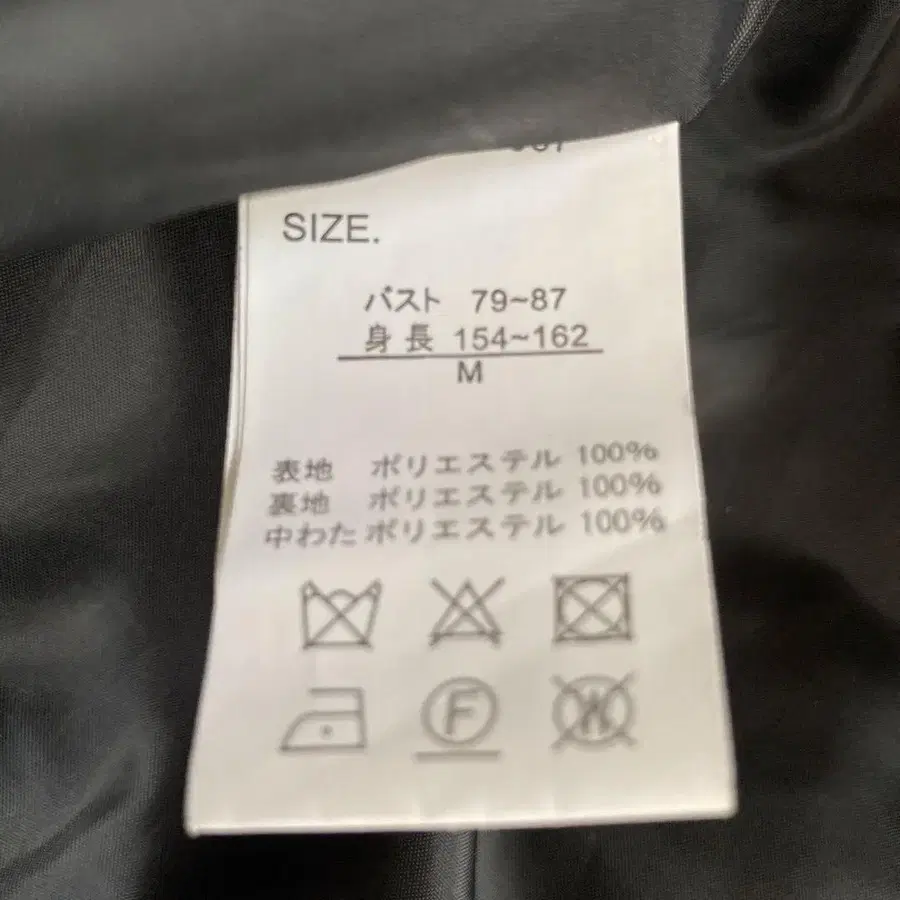 SIZE.
バスト 79~87
身長 154~162
M
表地 ポリエステル 100%
裏地 ポリエステル 100%
中わた ポリエステル 100%
F
W